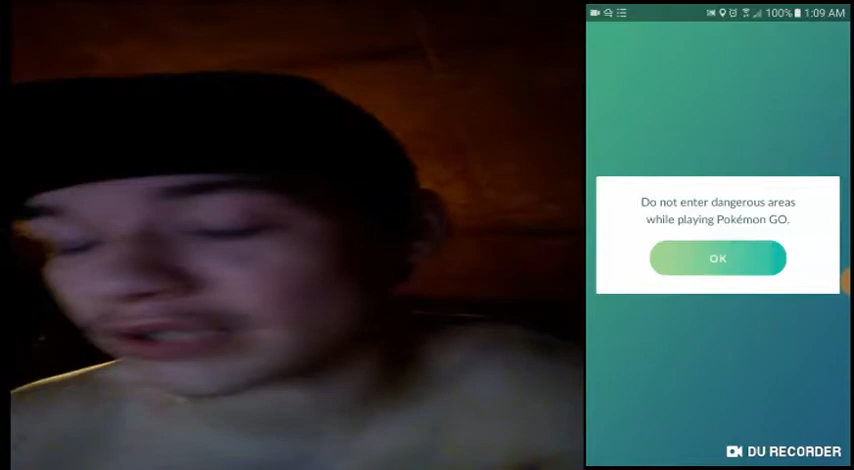 100% 1:09 AM
Do not enter dangerous areas
while playing Pokémon GO.
OK
DU RECORDER